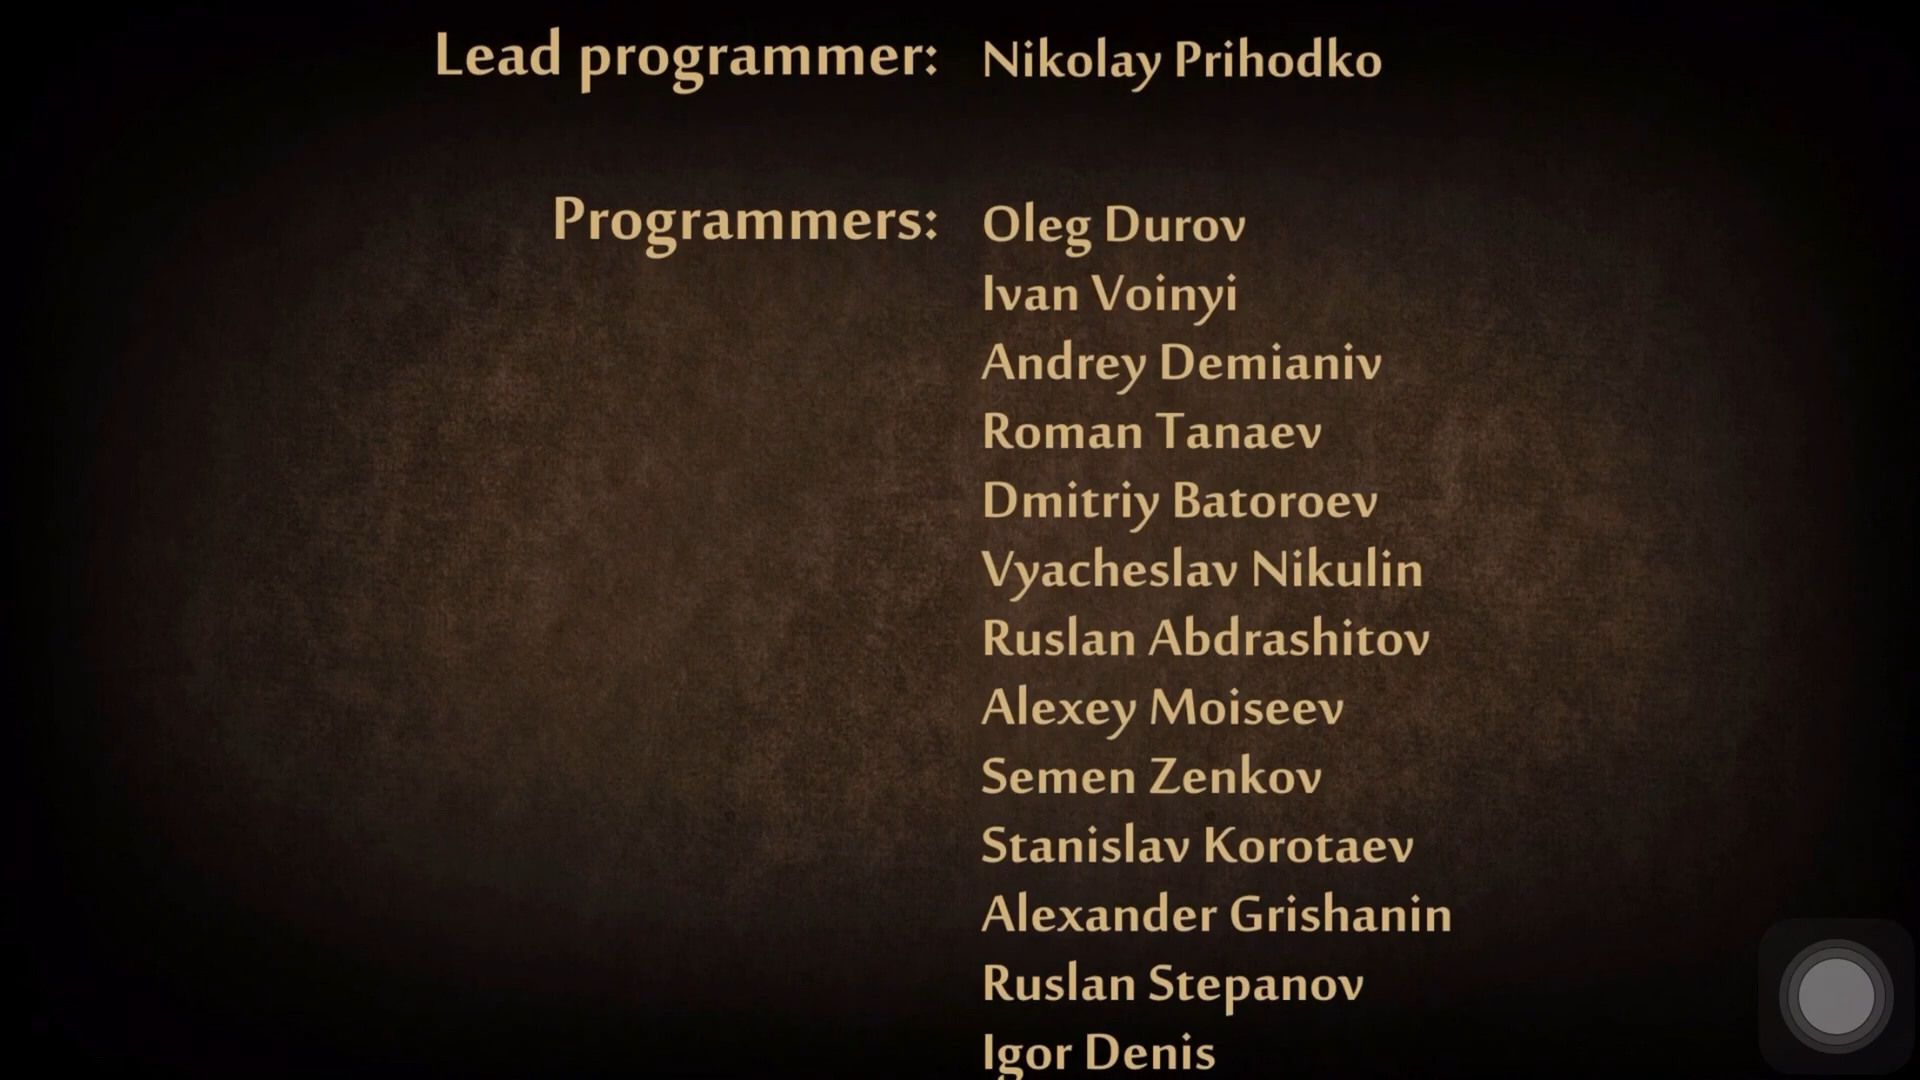 Lead programmer: Nikolay Prihodko
Programmers: Oleg Durov
Ivan Voinyi
Andrey Demianiv
Roman Tanaev
Dmitriy Batoroev
Vyacheslav Nikulin
Ruslan Abdrashitov
Alexey Moiseev
Semen Zenkov
Stanislav Korotaev
Alexander Grishanin
Ruslan Stepanov
Igor Denis